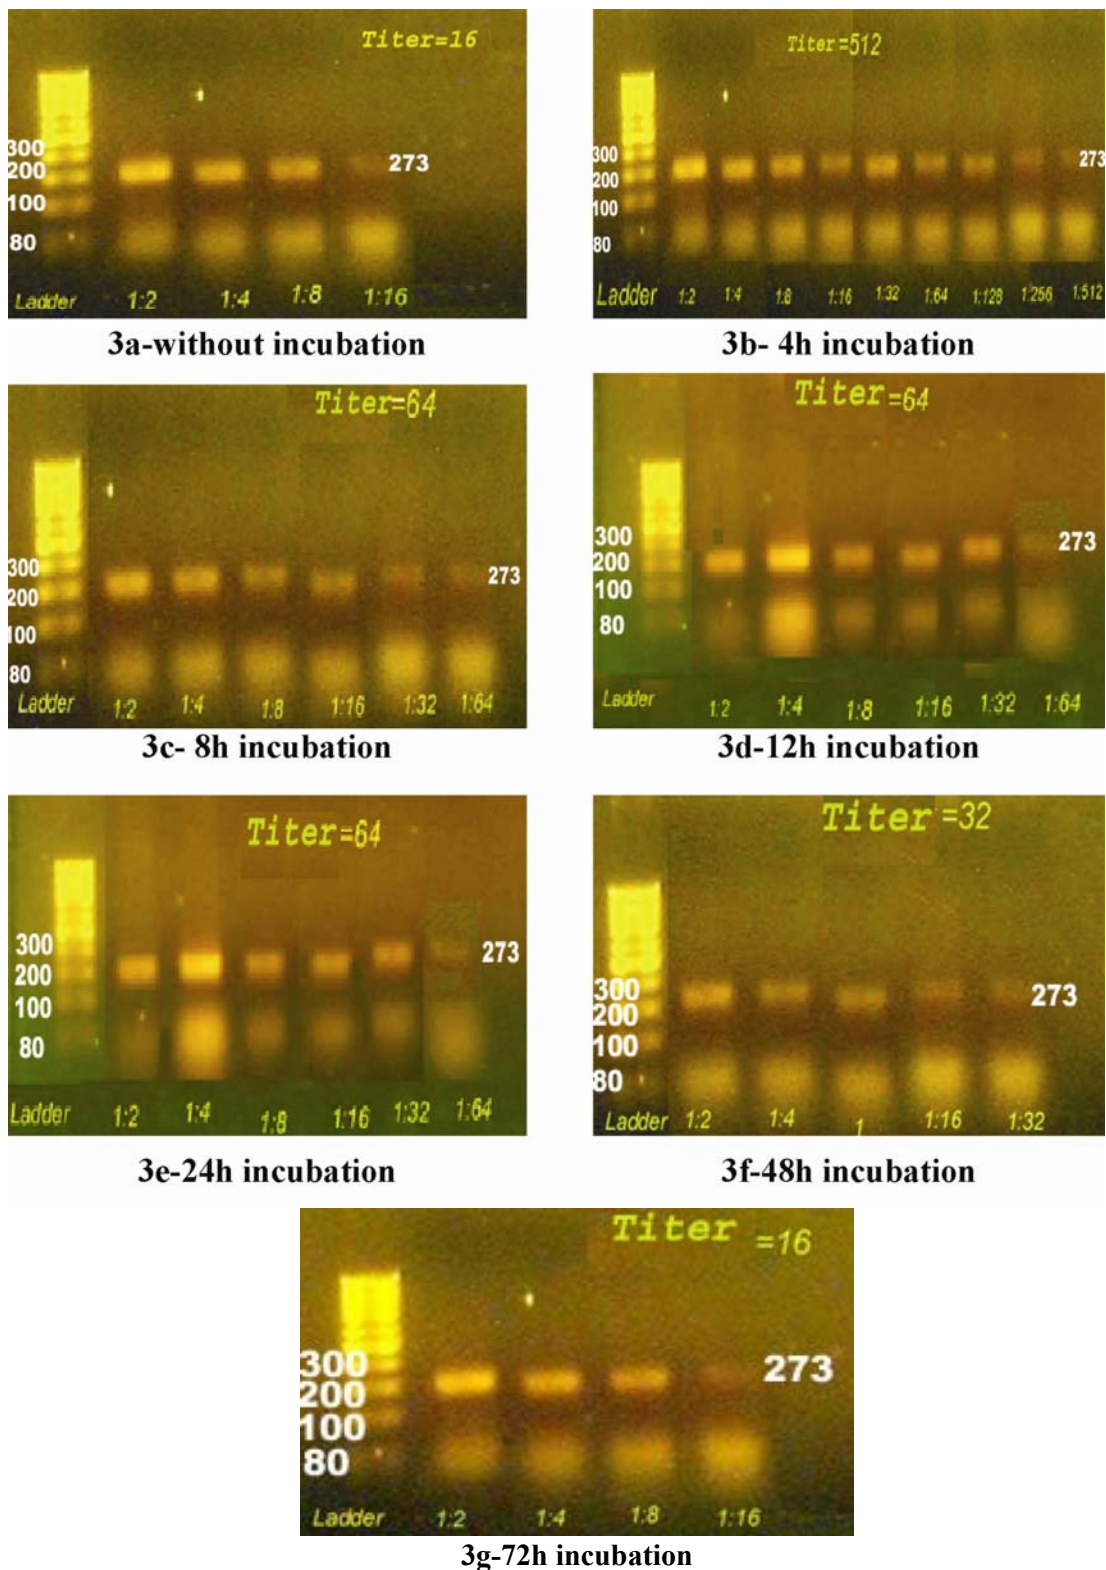 Titer=16
300
200
100
80
273
Ladder 1:2 1:4 1:8 1:16
3a-without incubation
Titer=512
300
200
100
80
273
Ladder 1:2 1:4 1:8 1:16 1:32 1:64 1:128 1:256 1:512
3b- 4h incubation
Titer=64
300
200
100
80
273
Ladder 1:2 1:4 1:8 1:16 1:32 1:64
3c- 8h incubation
Titer=64
300
200
100
80
273
Ladder 1:2 1:4 1:8 1:16 1:32 1:64
3d-12h incubation
Titer=64
300
200
100
80
273
Ladder 1:2 1:4 1:8 1:16 1:32 1:64
3e-24h incubation
Titer=32
300
200
100
80
273
Ladder 1:2 1:4 1 1:16 1:32
3f-48h incubation
Titer =16
300
200
100
80
273
Ladder 1:2 1:4 1:8 1:16
3g-72h incubation